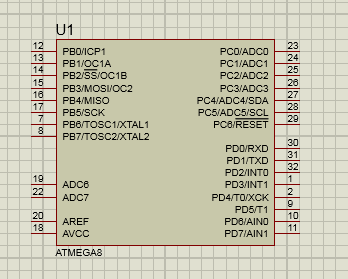 U1
12 PB0/ICP1 PC0/ADC0 23
13 PB1/OC1A PC1/ADC1 24
14 PB2/SS/OC1B PC2/ADC2 25
15 PB3/MOSI/OC2 PC3/ADC3 26
16 PB4/MISO PC4/ADC4/SDA 27
17 PB5/SCK PC5/ADC5/SCL 28
7 PB6/TOSC1/XTAL1 PC6/RESET 29
8 PB7/TOSC2/XTAL2
PD0/RXD 30
PD1/TXD 31
PD2/INT0 32
19 ADC6 PD3/INT1 1
22 ADC7 PD4/T0/XCK 2
PD5/T1 9
20 AREF PD6/AIN0 10
18 AVCC PD7/AIN1 11
ATMEGA8